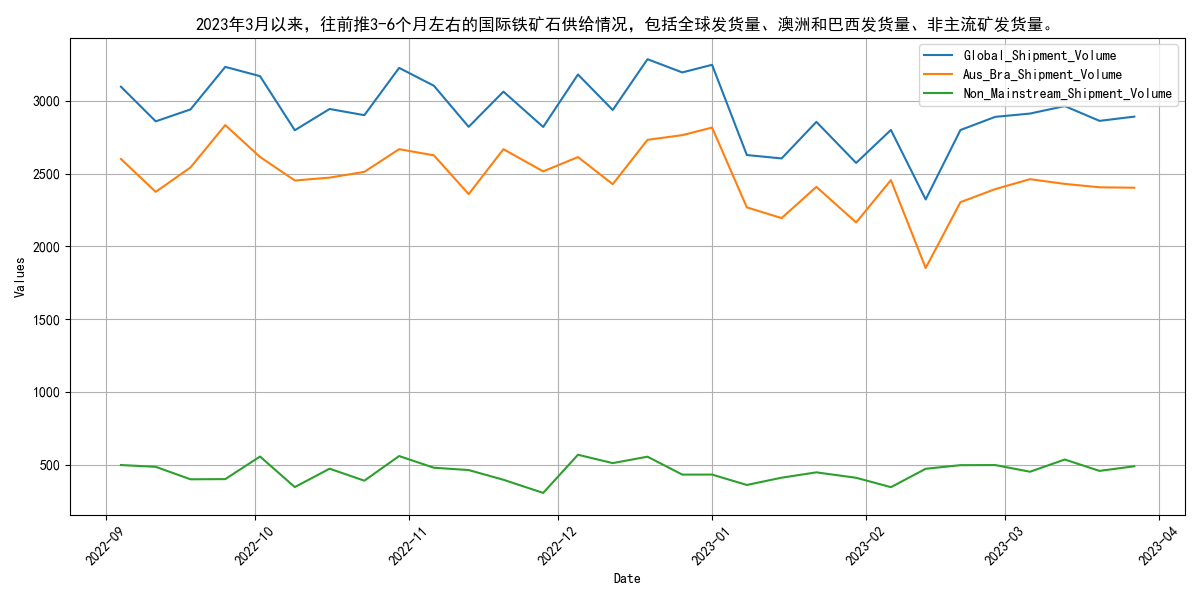 2023年3月以来，往前推3-6个月左右的国际铁矿石供给情况，包括全球发货量、澳洲和巴西发货量、非主流矿发货量。
Global_Shipment_Volume
Aus_Bra_Shipment_Volume
Non_Mainstream_Shipment_Volume
3000
2500
2000
1500
1000
500
Values
2022-09
2022-10
2022-11
2022-12
2023-01
2023-02
2023-03
2023-04
Date